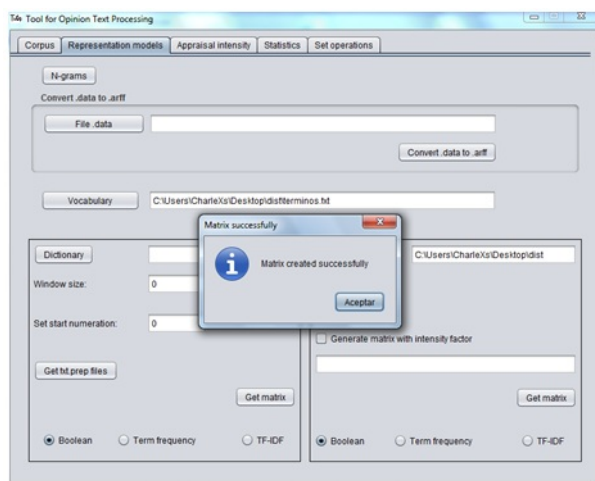 Tool for Opinion Text Processing
Corpus Representation models Appraisal intensity Statistics Set operations
N-grams
Convert .data to .arff
File .data
Convert .data to .arff
Vocabulary C:\Users\CharleXs\Desktop\dist\terminos.txt
Matrix successfully
Matrix created successfully
Aceptar
Dictionary
Window size: 0
Set start numeration: 0
Get txt prep files
Get matrix
Boolean Term frequency TF-IDF
C:\Users\CharleXs\Desktop\dist
Generate matrix with intensity factor
Get matrix
Boolean Term frequency TF-IDF